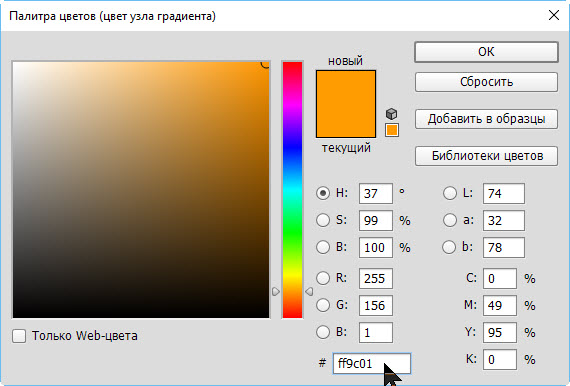 Палитра цветов (цвет узла градиента)
новый
текущий
OK
Сбросить
Добавить в образцы
Библиотеки цветов
H: 37 °
S: 99 %
B: 100 %
R: 255
G: 156
B: 1
# ff9c01
L: 74
a: 32
b: 78
C: 0 %
M: 49 %
Y: 95 %
K: 0 %
Только Web-цвета